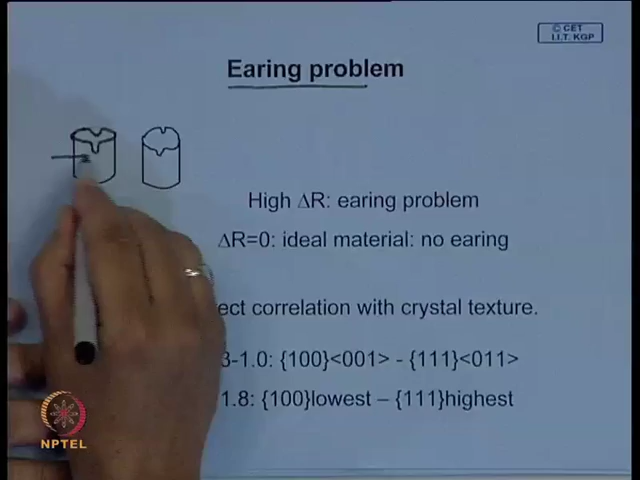 © CET
I.I.T. KGP
Earing problem
High ΔR: earing problem
ΔR=0: ideal material: no earing
ect correlation with crystal texture.
3-1.0: {100}<001> - {111}<011>
1.8: {100}lowest – {111}highest
NPTEL